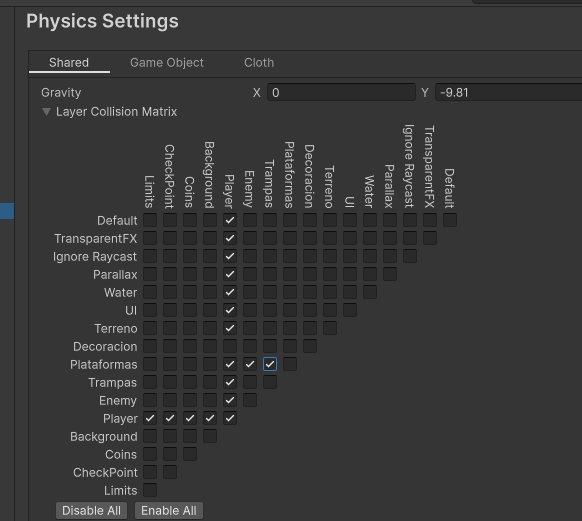 Physics Settings
Shared Game Object Cloth
Gravity X 0 Y -9.81
Layer Collision Matrix
Limits CheckPoint Coins Background Player Enemy Trampas Plataformas Decoracion Terreno UI Water Parallax Ignore Raycast TransparentFX Default
Default
TransparentFX
Ignore Raycast
Parallax
Water
UI
Terreno
Decoracion
Plataformas
Trampas
Enemy
Player
Background
Coins
CheckPoint
Limits
Disable All Enable All